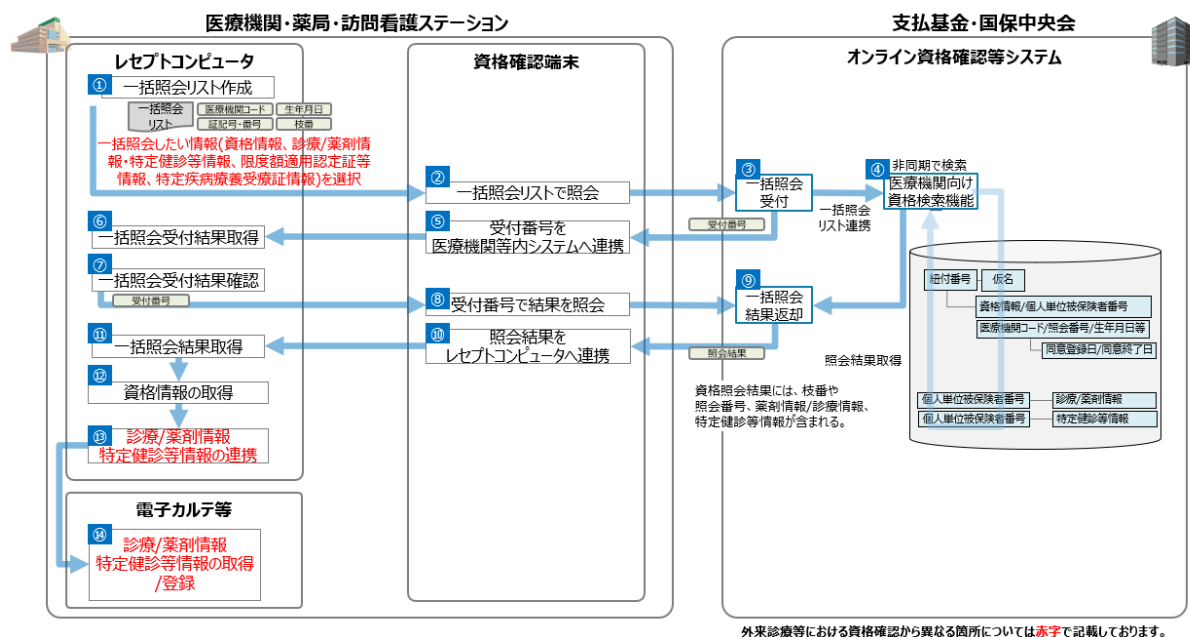 医療機関・薬局・訪問看護ステーション
支払基金・国保中央会
レセプトコンピュータ
資格確認端末
オンライン資格確認等システム
①
一括照会リスト作成
一括照会
リスト
医療機関コード
生年月日
証記号・番号
枝番
一括照会したい情報(資格情報、診療/薬剤情
報・特定健診等情報、限度額適用認定証等
情報、特定疾病療養受療証情報)を選択
②
一括照会リストで照会
③
一括照会
受付
④
非同期で検索
医療機関向け
資格検索機能
一括照会
リスト連携
受付番号
⑤
受付番号を
医療機関等内システムへ連携
⑥
一括照会受付結果取得
⑦
一括照会受付結果確認
受付番号
⑧
受付番号で結果を照会
⑨
一括照会
結果返却
⑩
照会結果を
レセプトコンピュータへ連携
照会結果
⑪
一括照会結果取得
⑫
資格情報の取得
⑬
診療/薬剤情報
特定健診等情報の連携
電子カルテ等
⑭
診療/薬剤情報
特定健診等情報の取得
/登録
紐付番号
仮名
資格情報/個人単位被保険者番号
医療機関コード/照会番号/生年月日等
同意登録日/同意終了日
照会結果取得
個人単位被保険者番号
診療/薬剤情報
個人単位被保険者番号
特定健診等情報
資格照会結果には、枝番や
照会番号、薬剤情報/診療情報、
特定健診等情報が含まれる。
外来診療等における資格確認から異なる箇所については赤字で記載しております。